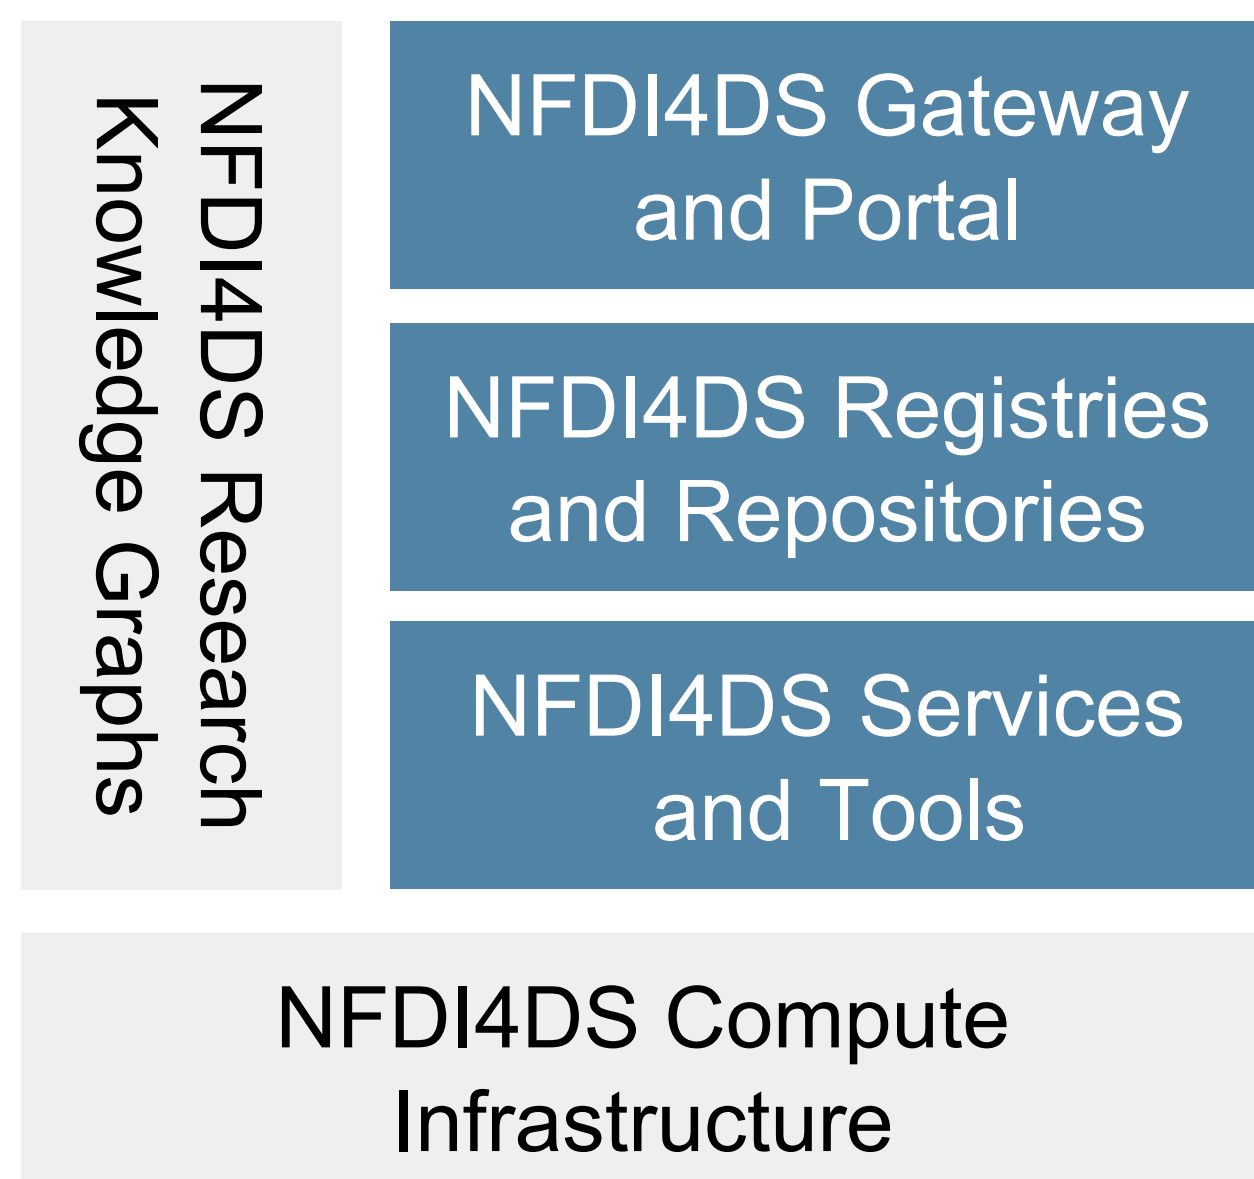 NFDI4DS Research
Knowledge Graphs
NFDI4DS Gateway
and Portal
NFDI4DS Registries
and Repositories
NFDI4DS Services
and Tools
NFDI4DS Compute
Infrastructure